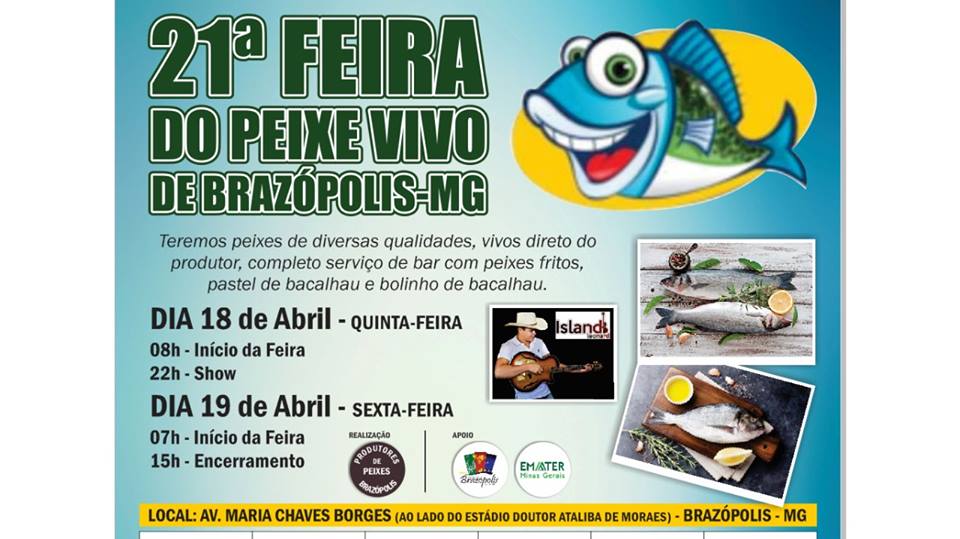 21ª FEIRA
DO PEIXE VIVO
DE BRAZÓPOLIS-MG
Teremos peixes de diversas qualidades, vivos direto do
produtor, completo serviço de bar com peixes fritos,
pastel de bacalhau e bolinho de bacalhau.
DIA 18 de Abril - QUINTA-FEIRA
08h - Início da Feira
22h - Show
Island
leonard
DIA 19 de Abril - SEXTA-FEIRA
07h - Início da Feira
15h - Encerramento
REALIZAÇÃO
PRODUTORES
DE
PEIXES
BRAZÓPOLIS
APOIO
Brazópolis
EMATER
Minas Gerais
LOCAL: AV. MARIA CHAVES BORGES (AO LADO DO ESTÁDIO DOUTOR ATALIBA DE MORAES) - BRAZÓPOLIS - MG